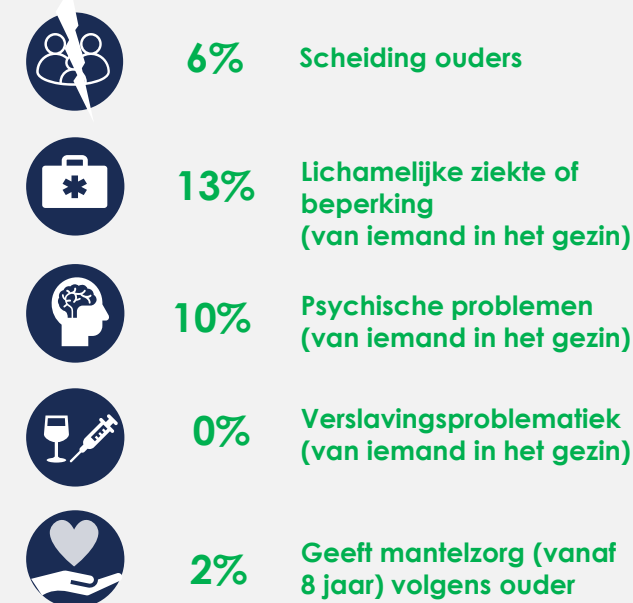 6% Scheiding ouders
13% Lichamelijke ziekte of
beperking
(van iemand in het gezin)
10% Psychische problemen
(van iemand in het gezin)
0% Verslavingsproblematiek
(van iemand in het gezin)
2% Geeft mantelzorg (vanaf
8 jaar) volgens ouder